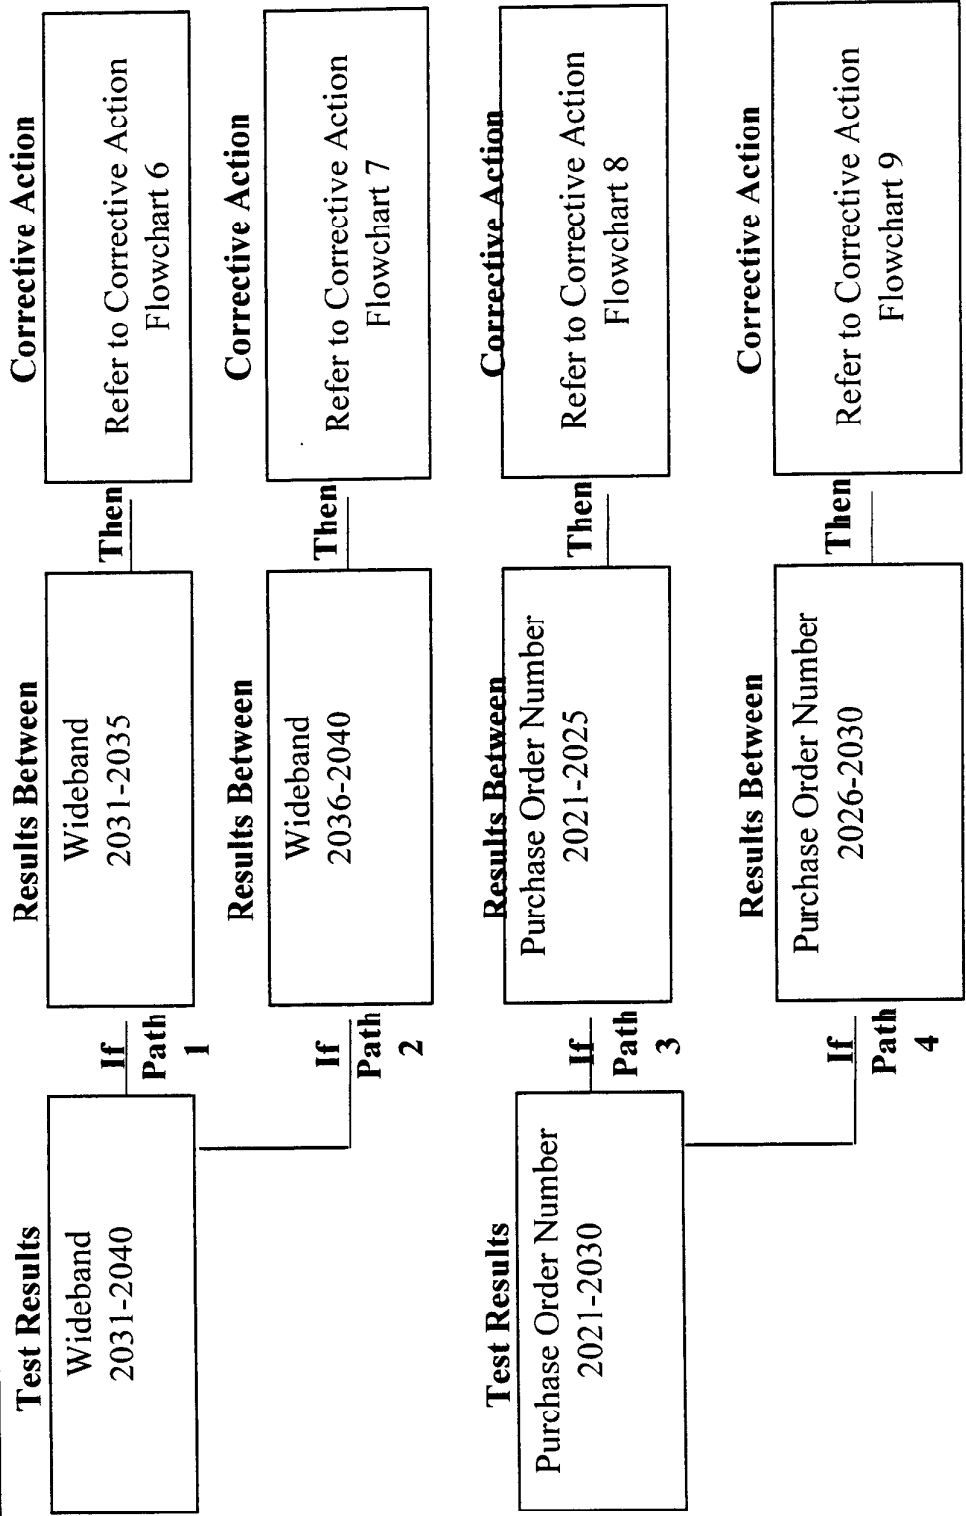 Test Results
Wideband
2031-2040
If
Path
1
Results Between
Wideband
2031-2035
Then
Corrective Action
Refer to Corrective Action
Flowchart 6
If
Path
2
Results Between
Wideband
2036-2040
Then
Corrective Action
Refer to Corrective Action
Flowchart 7
Test Results
Purchase Order Number
2021-2030
If
Path
3
Results Between
Purchase Order Number
2021-2025
Then
Corrective Action
Refer to Corrective Action
Flowchart 8
If
Path
4
Results Between
Purchase Order Number
2026-2030
Then
Corrective Action
Refer to Corrective Action
Flowchart 9